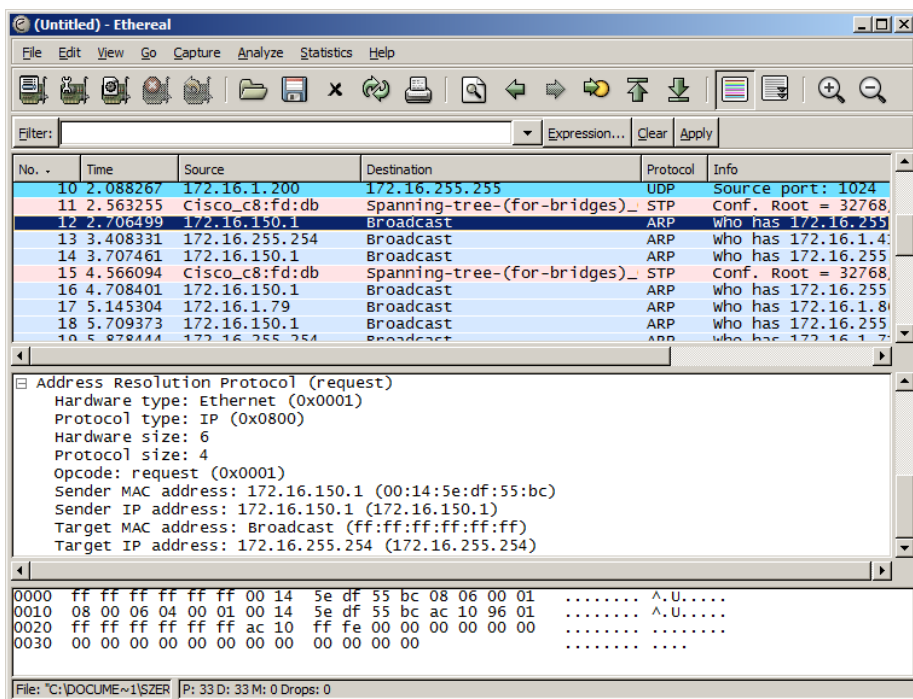 (Untitled) - Ethereal
File Edit View Go Capture Analyze Statistics Help
Filter: Expression... Clear Apply
No. Time Source Destination Protocol Info
10 2.088267 172.16.1.200 172.16.255.255 UDP Source port: 1024
11 2.563255 Cisco_c8:fd:db Spanning-tree-(for-bridges)_ STP Conf. Root = 32768
12 2.706499 172.16.150.1 Broadcast ARP who has 172.16.255
13 3.408331 172.16.255.254 Broadcast ARP who has 172.16.1.4
14 3.707461 172.16.150.1 Broadcast ARP who has 172.16.255
15 4.566094 Cisco_c8:fd:db Spanning-tree-(for-bridges)_ STP Conf. Root = 32768
16 4.708401 172.16.150.1 Broadcast ARP who has 172.16.255
17 5.145304 172.16.1.79 Broadcast ARP who has 172.16.1.8
18 5.709373 172.16.150.1 Broadcast ARP who has 172.16.255
19 5.878444 172.16.255.254 Broadcast ARP who has 172.16.1.7
Address Resolution Protocol (request)
Hardware type: Ethernet (0x0001)
Protocol type: IP (0x0800)
Hardware size: 6
Protocol size: 4
Opcode: request (0x0001)
Sender MAC address: 172.16.150.1 (00:14:5e:df:55:bc)
Sender IP address: 172.16.150.1 (172.16.150.1)
Target MAC address: Broadcast (ff:ff:ff:ff:ff:ff)
Target IP address: 172.16.255.254 (172.16.255.254)
0000 ff ff ff ff ff ff 00 14 5e df 55 bc 08 06 00 01 ........ ^.U.....
0010 08 00 06 04 00 01 00 14 5e df 55 bc ac 10 96 01 ........ ^.U.....
0020 ff ff ff ff ff ff ac 10 ff fe 00 00 00 00 00 00 ........ ........
0030 00 00 00 00 00 00 00 00 00 00 00 00 ........ ....
File: "C:\DOCUME~1\SZER P: 33 D: 33 M: 0 Drops: 0